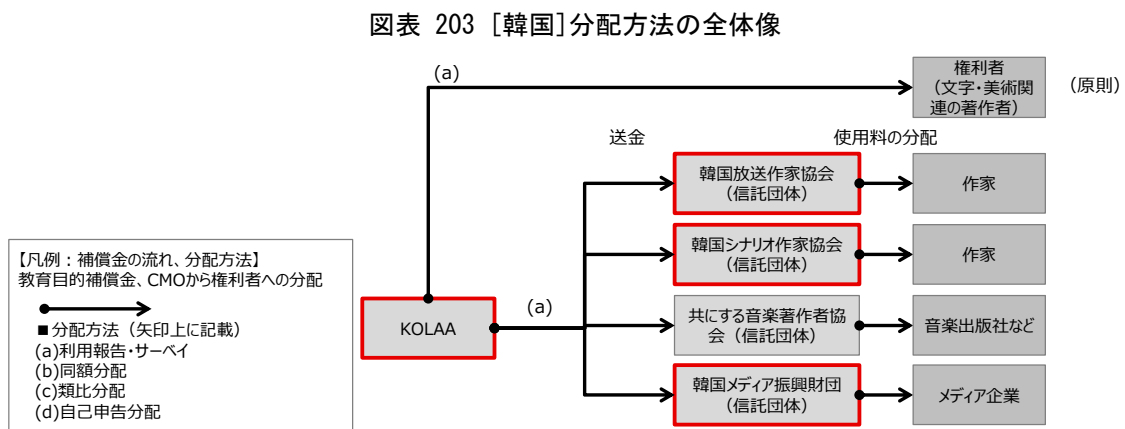 図表 203 [韓国]分配方法の全体像
(a)
権利者
（文字・美術関
連の著作者）
（原則）
送金
使用料の分配
韓国放送作家協会
（信託団体）
作家
韓国シナリオ作家協会
（信託団体）
作家
【凡例：補償金の流れ、分配方法】
教育目的補償金、CMOから権利者への分配
■分配方法（矢印上に記載）
(a)利用報告・サーベイ
(b)同額分配
(c)類比分配
(d)自己申告分配
KOLAA
(a)
共にする音楽著作者協
会（信託団体）
音楽出版社など
韓国メディア振興財団
（信託団体）
メディア企業